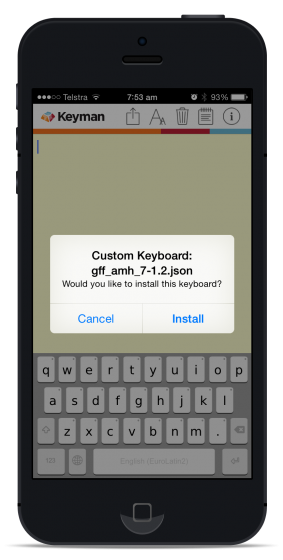 Telstra 7:53 am 93%
Keyman
Custom Keyboard:
gff_amh_7-1.2.json
Would you like to install this keyboard?
Cancel Install
q w e r t y u i o p
a s d f g h j k l
z x c v b n m .
123 English (EuroLatin2)